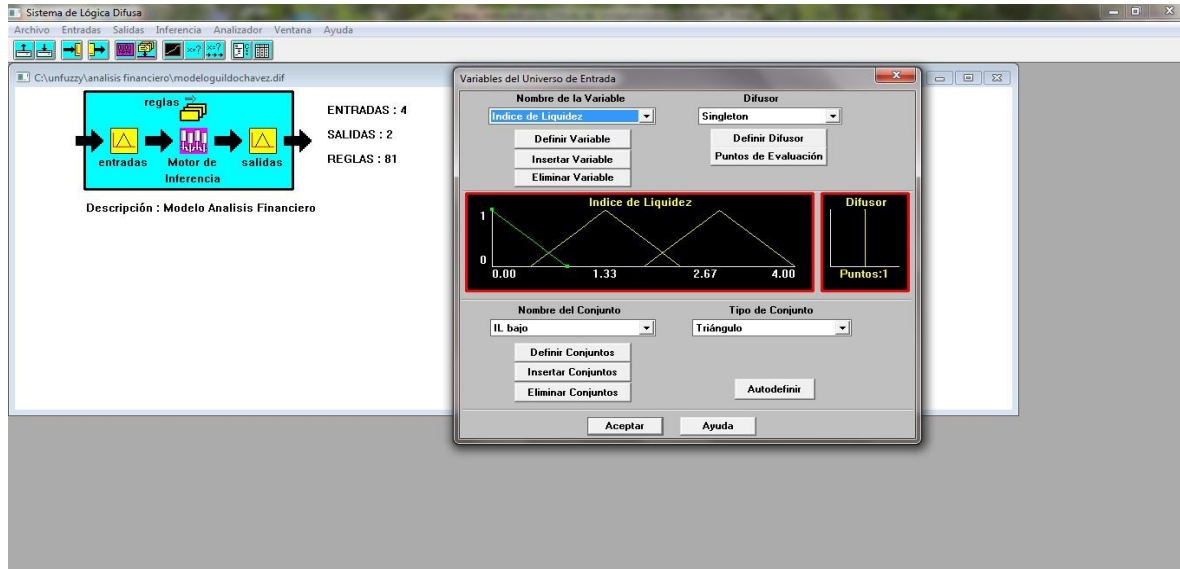 Sistema de Lógica Difusa
Archivo Entradas Salidas Inferencia Analizador Ventana Ayuda
C:\unfuzzy\analisis financiero\modeloguildochavez.dif
reglas
entradas
Motor de
Inferencia
salidas
ENTRADAS : 4
SALIDAS : 2
REGLAS : 81
Descripción : Modelo Analisis Financiero
Variables del Universo de Entrada
Nombre de la Variable
Indice de Liquidez
Definir Variable
Insertar Variable
Eliminar Variable
Difusor
Singleton
Definir Difusor
Puntos de Evaluación
Indice de Liquidez
1
0
0.00 1.33 2.67 4.00
Difusor
Puntos:1
Nombre del Conjunto
IL bajo
Definir Conjuntos
Insertar Conjuntos
Eliminar Conjuntos
Tipo de Conjunto
Triángulo
Autodefinir
Aceptar
Ayuda